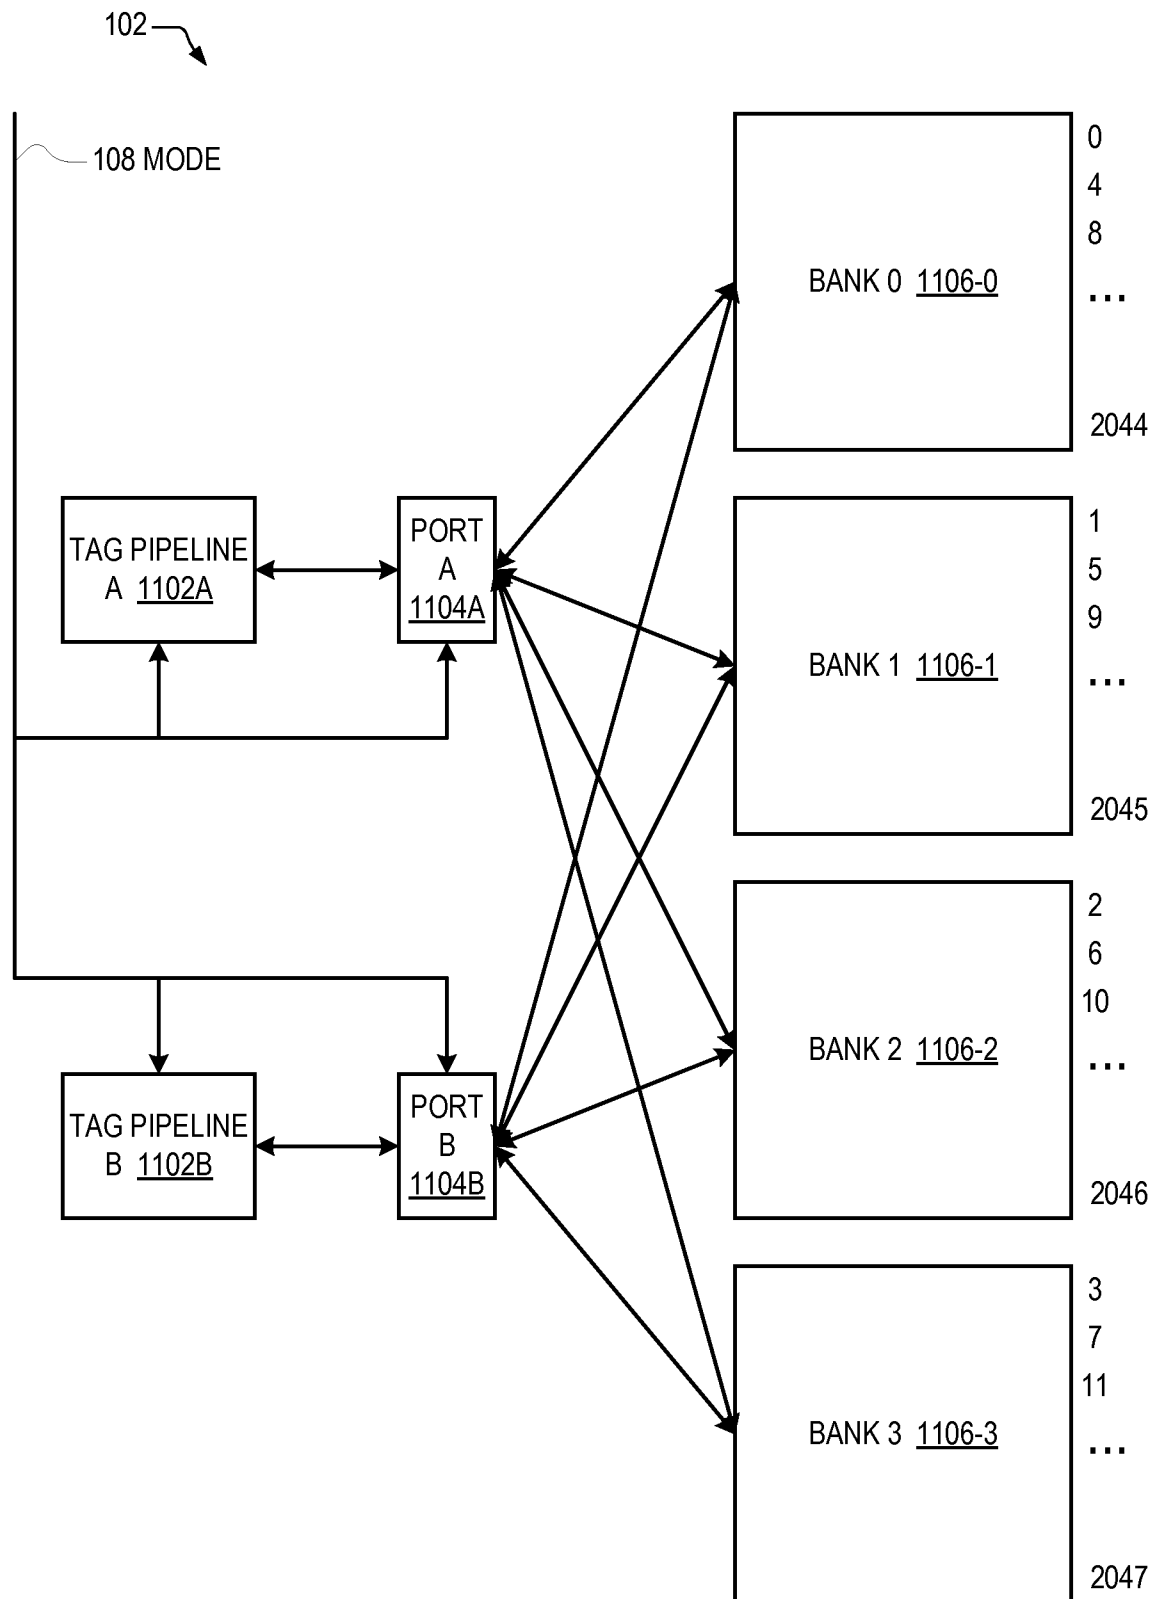 102
108 MODE
0
4
8
BANK 0 1106-0
...
2044
TAG PIPELINE
A 1102A
PORT
A
1104A
1
5
9
BANK 1 1106-1
...
2045
2
6
10
BANK 2 1106-2
...
2046
TAG PIPELINE
B 1102B
PORT
B
1104B
3
7
11
BANK 3 1106-3
...
2047